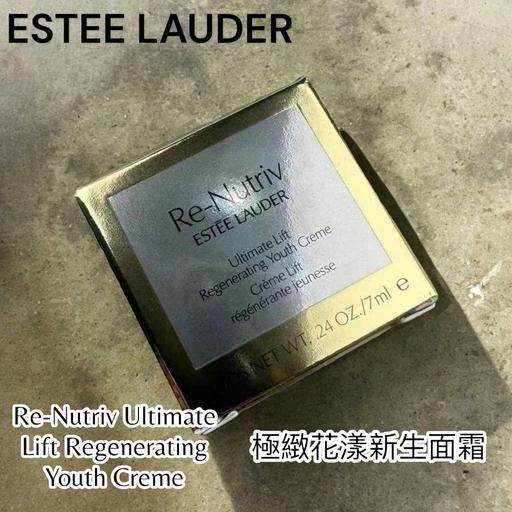 ESTEE LAUDER
Re-Nutriv
ESTEE LAUDER
Ultimate Lift
Regenerating Youth Creme
Crème Lift
régénérante jeunesse
NET WT. .24 OZ./7ml e
Re-Nutriv Ultimate
Lift Regenerating
Youth Creme
極緻花漾新生面霜